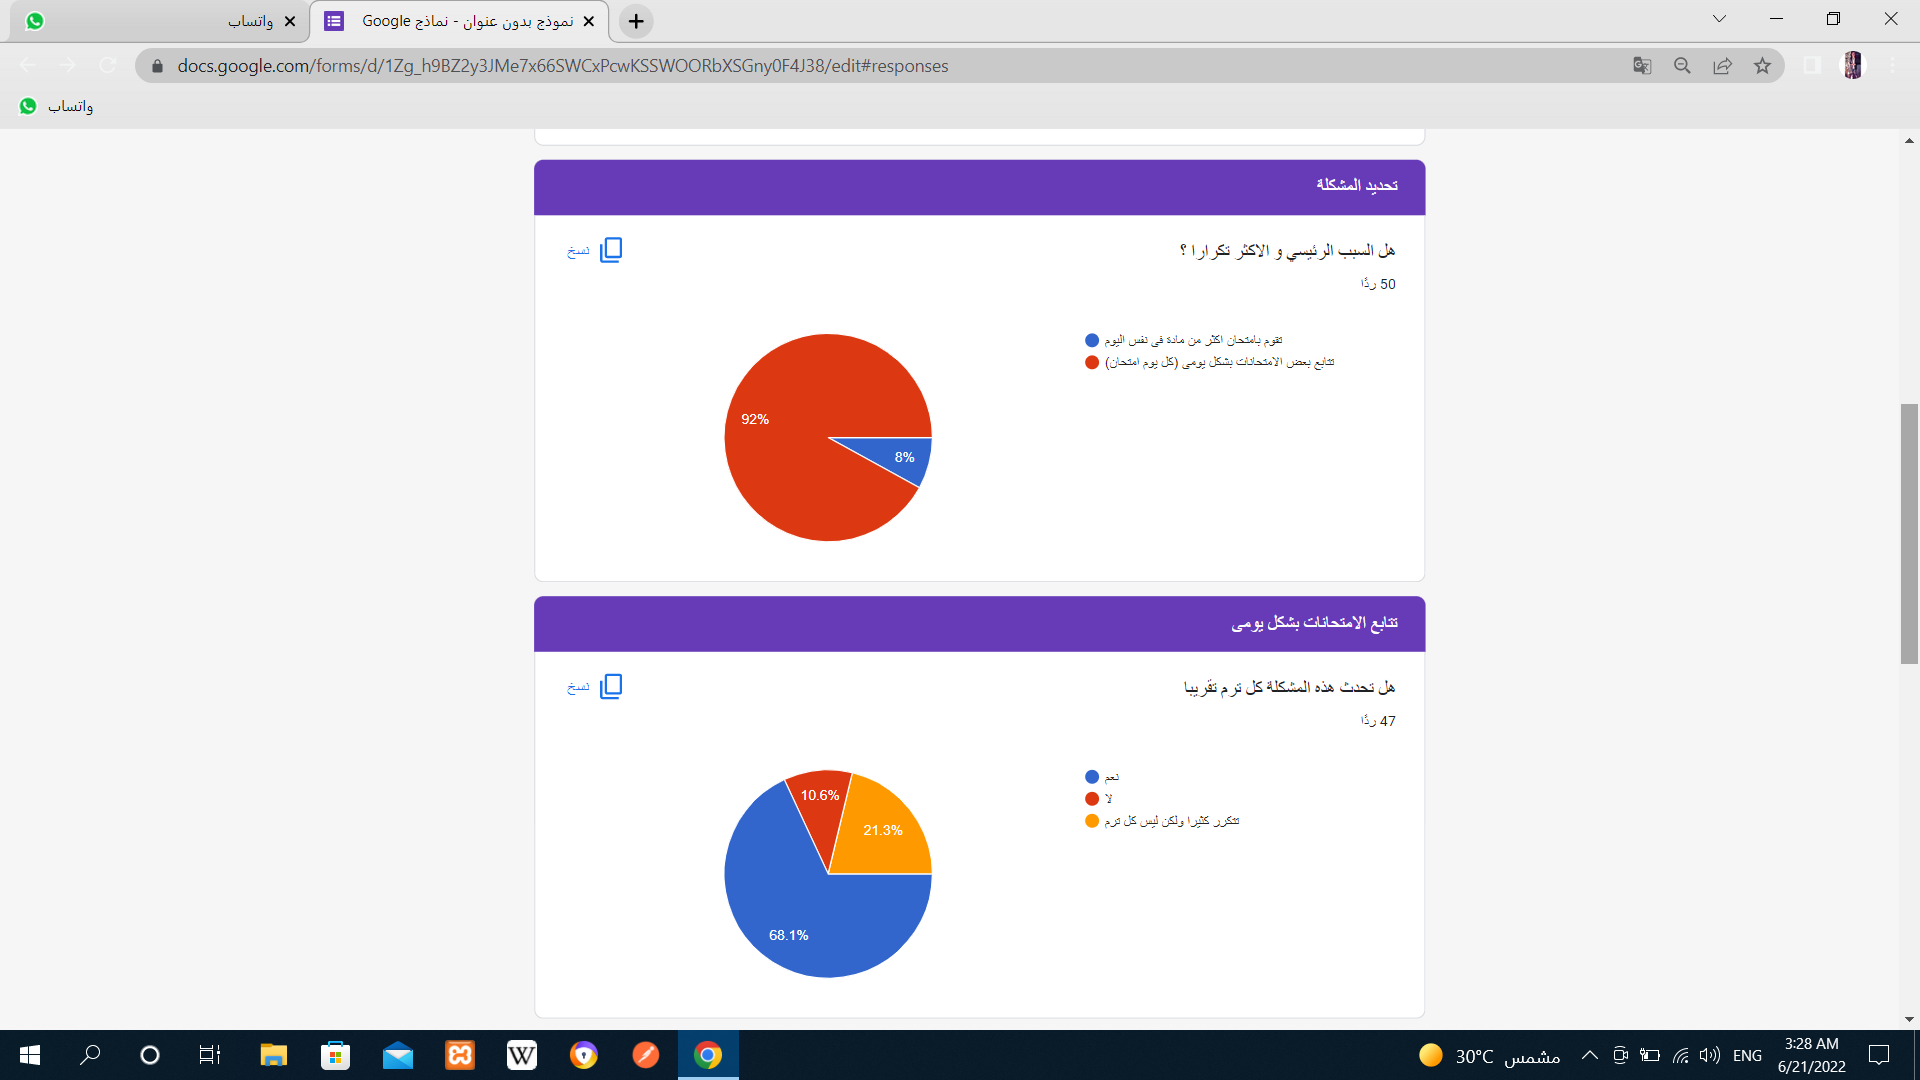 واتساب
نموذج بدون عنوان - نماذج Google
docs.google.com/forms/d/1Zg_h9BZ2y3JMe7x66SWCxPcwKSSWOORbXSGny0F4J38/edit#responses
واتساب
تحديد المشكلة
هل السبب الرئيسي و الاكثر تكرارا ؟
نسخ
50 ردًا
تقوم بامتحان اكثر من مادة فى نفس اليوم
تتابع بعض الامتحانات بشكل يومى (كل يوم امتحان)
92%
8%
تتابع الامتحانات بشكل يومى
هل تحدث هذه المشكلة كل ترم تقريبا
نسخ
47 ردًا
نعم
لا
تتكرر كثيرا ولكن ليس كل ترم
10.6%
21.3%
68.1%
W
30°C مشمس
ENG
3:28 AM
6/21/2022